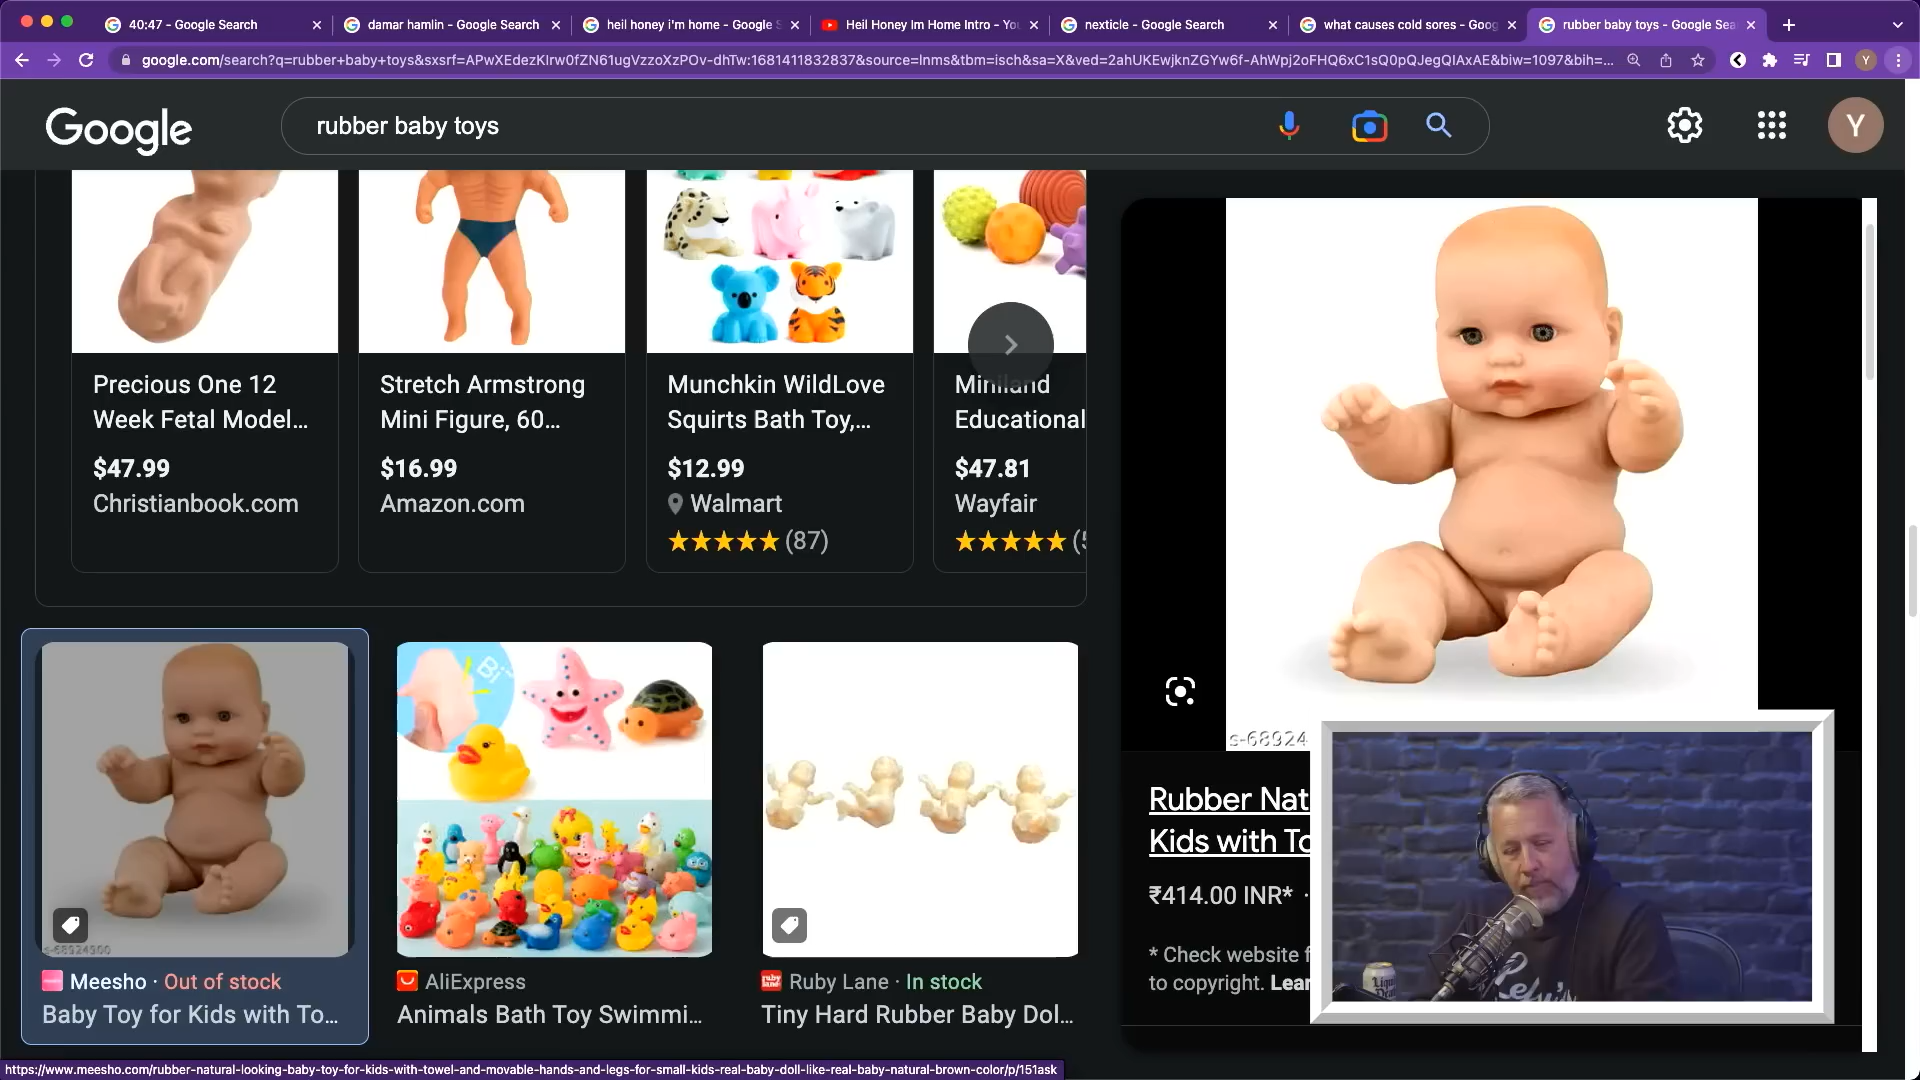 40:47 - Google Search
damar hamlin - Google Search
heil honey i'm home - Google S
Heil Honey Im Home Intro - You
nexticle - Google Search
what causes cold sores - Goog
rubber baby toys - Google Sea
google.com/search?q=rubber+baby+toys&sxsrf=APwXEdezKIrw0fZN61ugVzzoXzPOv-dhTw:1681411832837&source=lnms&tbm=isch&sa=X&ved=2ahUKEwjknZGYw6f-AhWpj2oFHQ6xC1sQ0pQJegQIAxAE&biw=1097&bih=...
Y
Google
rubber baby toys
Y
Precious One 12
Week Fetal Model...
$47.99
Christianbook.com
Stretch Armstrong
Mini Figure, 60...
$16.99
Amazon.com
Munchkin WildLove
Squirts Bath Toy,...
$12.99
Walmart
(87)
Miniland
Educational
$47.81
Wayfair
(5
s-68924
Rubber Nat
Kids with To
₹414.00 INR* ·
* Check website f
to copyright. Lear
s-68924300
Meesho · Out of stock
Baby Toy for Kids with To...
AliExpress
Animals Bath Toy Swimmi...
ruby lane
Ruby Lane · In stock
Tiny Hard Rubber Baby Dol...
https://www.meesho.com/rubber-natural-looking-baby-toy-for-kids-with-towel-and-movable-hands-and-legs-for-small-kids-real-baby-doll-like-real-baby-natural-brown-color/p/151ask